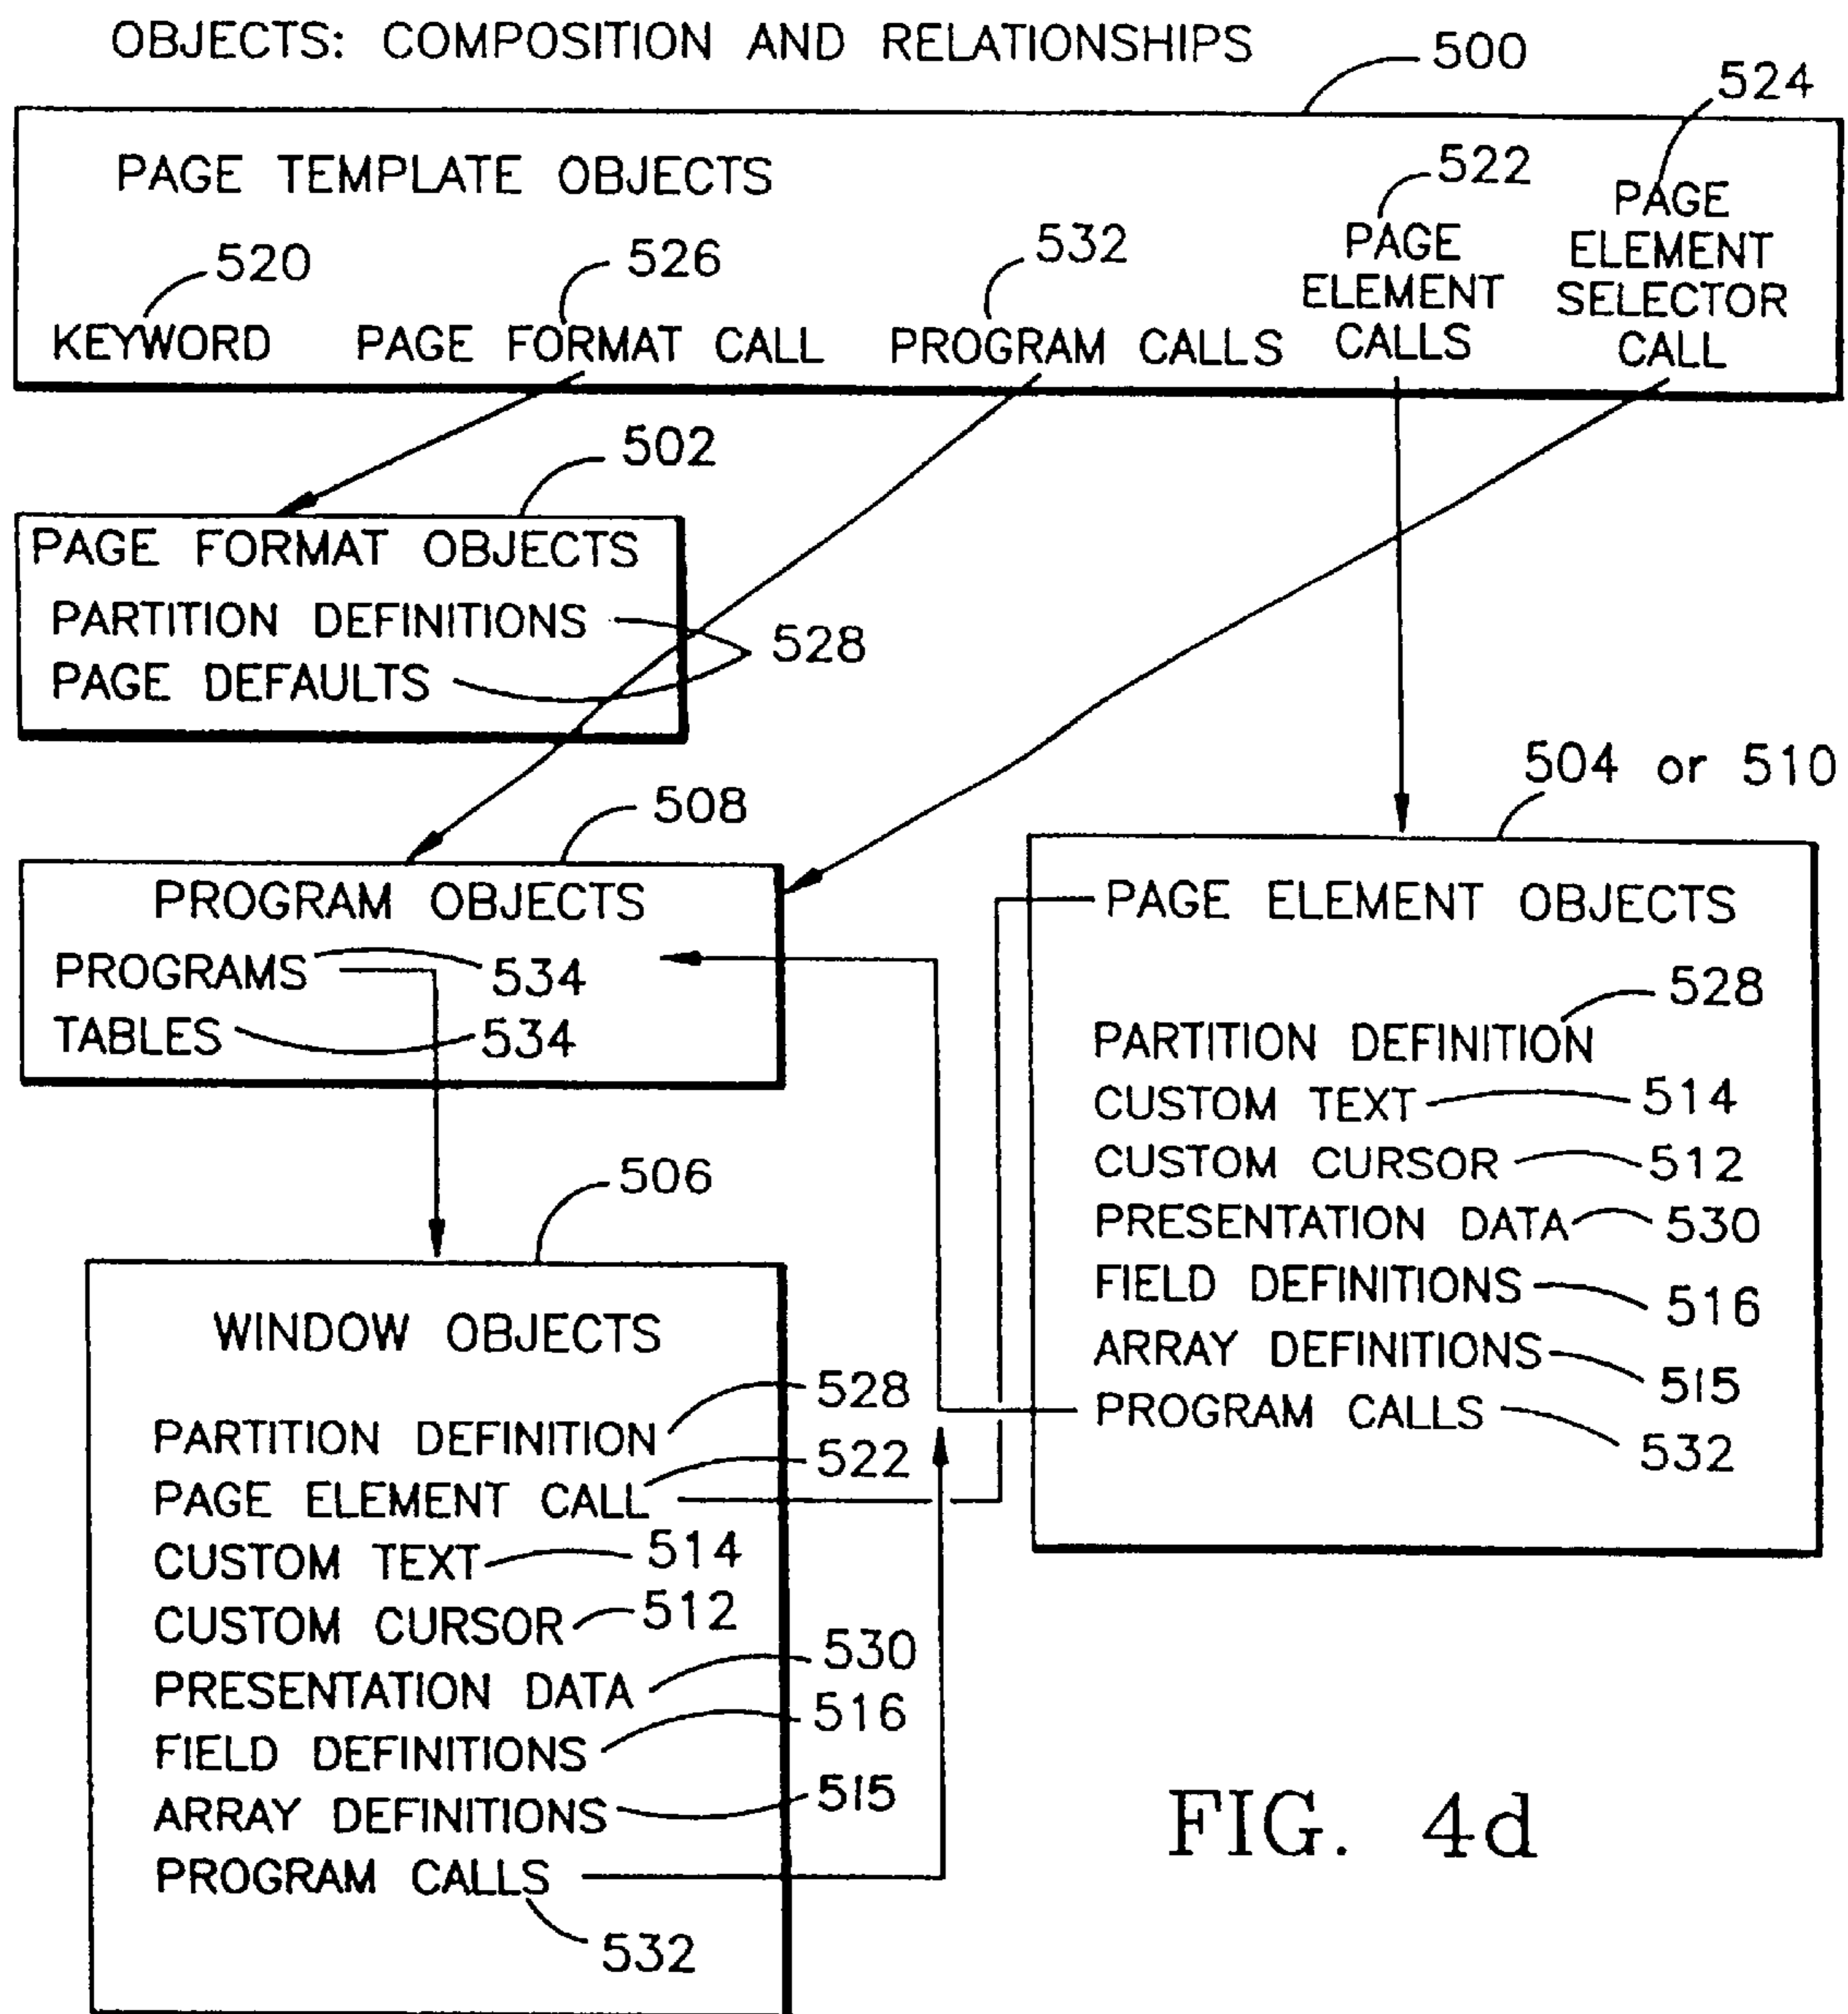 OBJECTS: COMPOSITION AND RELATIONSHIPS
500
524
PAGE TEMPLATE OBJECTS
522
PAGE
ELEMENT
SELECTOR
CALL
PAGE
ELEMENT
CALLS
520
526
532
KEYWORD
PAGE FORMAT CALL
PROGRAM CALLS
502
PAGE FORMAT OBJECTS
PARTITION DEFINITIONS
PAGE DEFAULTS
528
508
PROGRAM OBJECTS
PROGRAMS 534
TABLES 534
504 or 510
PAGE ELEMENT OBJECTS
528
PARTITION DEFINITION
CUSTOM TEXT 514
CUSTOM CURSOR 512
PRESENTATION DATA 530
FIELD DEFINITIONS 516
ARRAY DEFINITIONS 515
PROGRAM CALLS 532
506
WINDOW OBJECTS
PARTITION DEFINITION 528
PAGE ELEMENT CALL 522
CUSTOM TEXT 514
CUSTOM CURSOR 512
PRESENTATION DATA 530
FIELD DEFINITIONS 516
ARRAY DEFINITIONS 515
PROGRAM CALLS
532
FIG. 4d